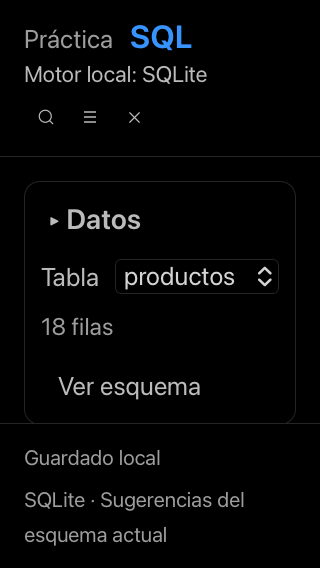 Práctica SQL
Motor local: SQLite
▸ Datos
Tabla productos
18 filas
Ver esquema
Guardado local
SQLite · Sugerencias del
esquema actual